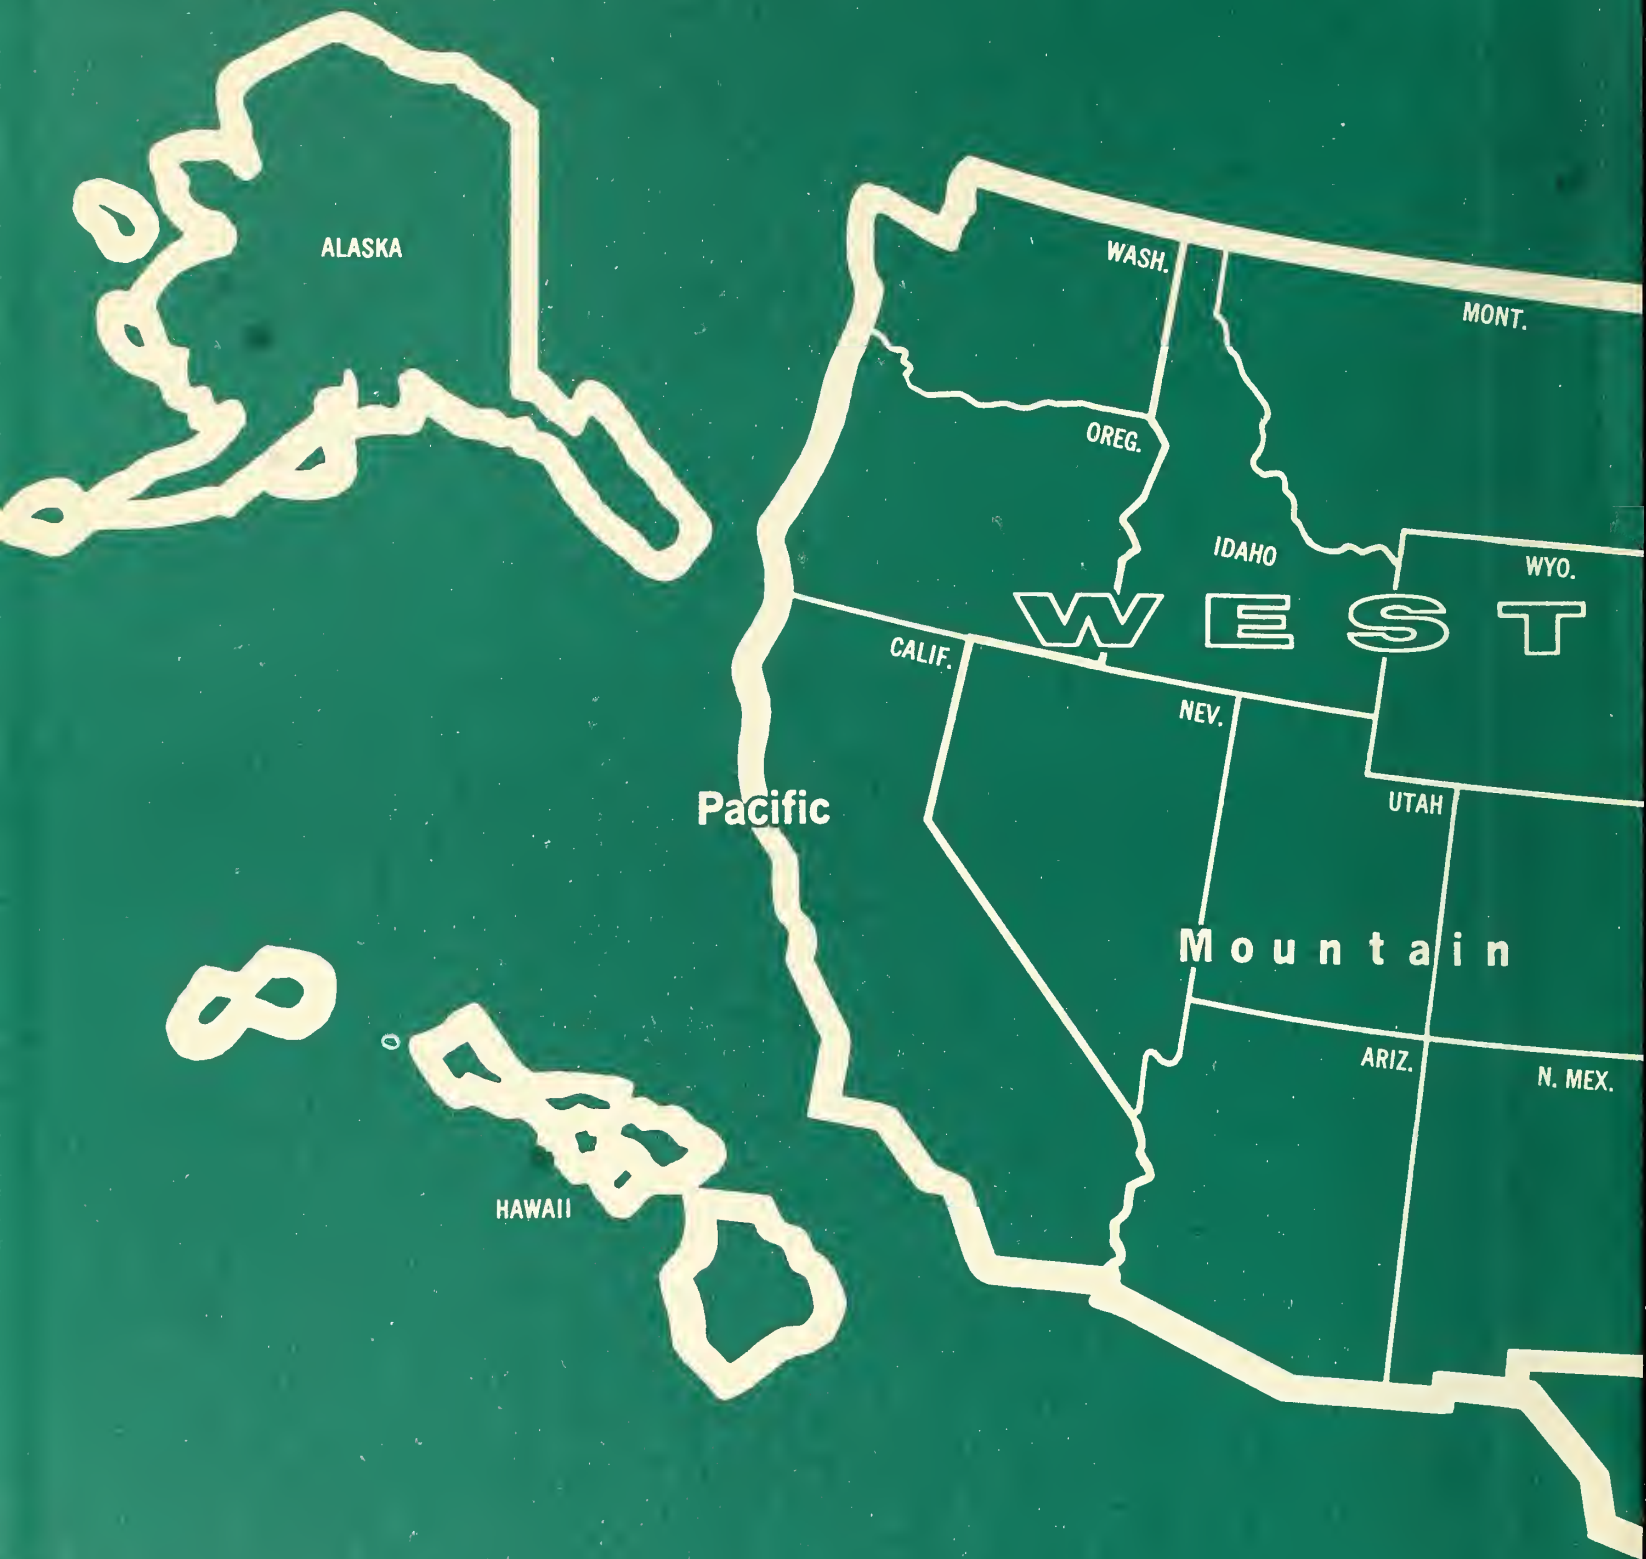 ALASKA
WASH.
MONT.
OREG.
IDAHO
WYO.
WEST
CALIF.
NEV.
UTAH
Pacific
Mountain
ARIZ.
N. MEX.
HAWAII